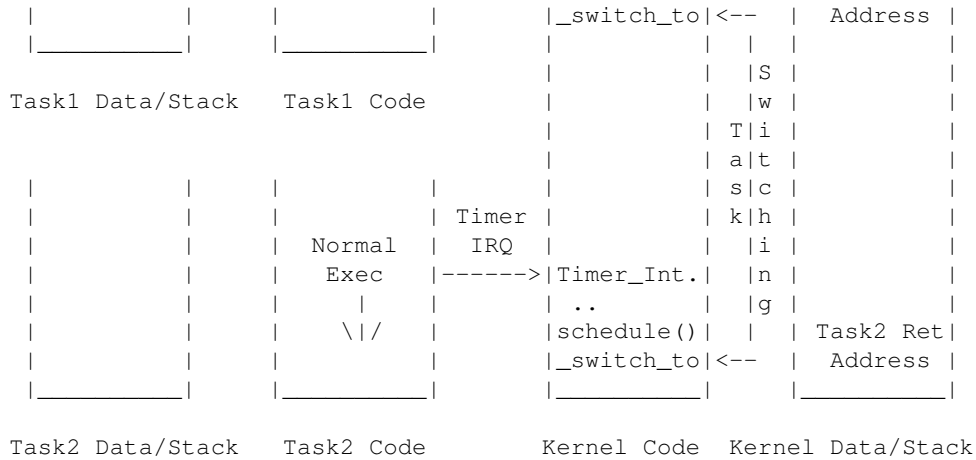 _switch_to <-- Address
S
Task1 Data/Stack Task1 Code w
T i
a t
s c
Timer k h
Normal IRQ i
Exec ------> Timer_Int. n
.. g
schedule() Task2 Ret
_switch_to <-- Address
Task2 Data/Stack Task2 Code Kernel Code Kernel Data/Stack